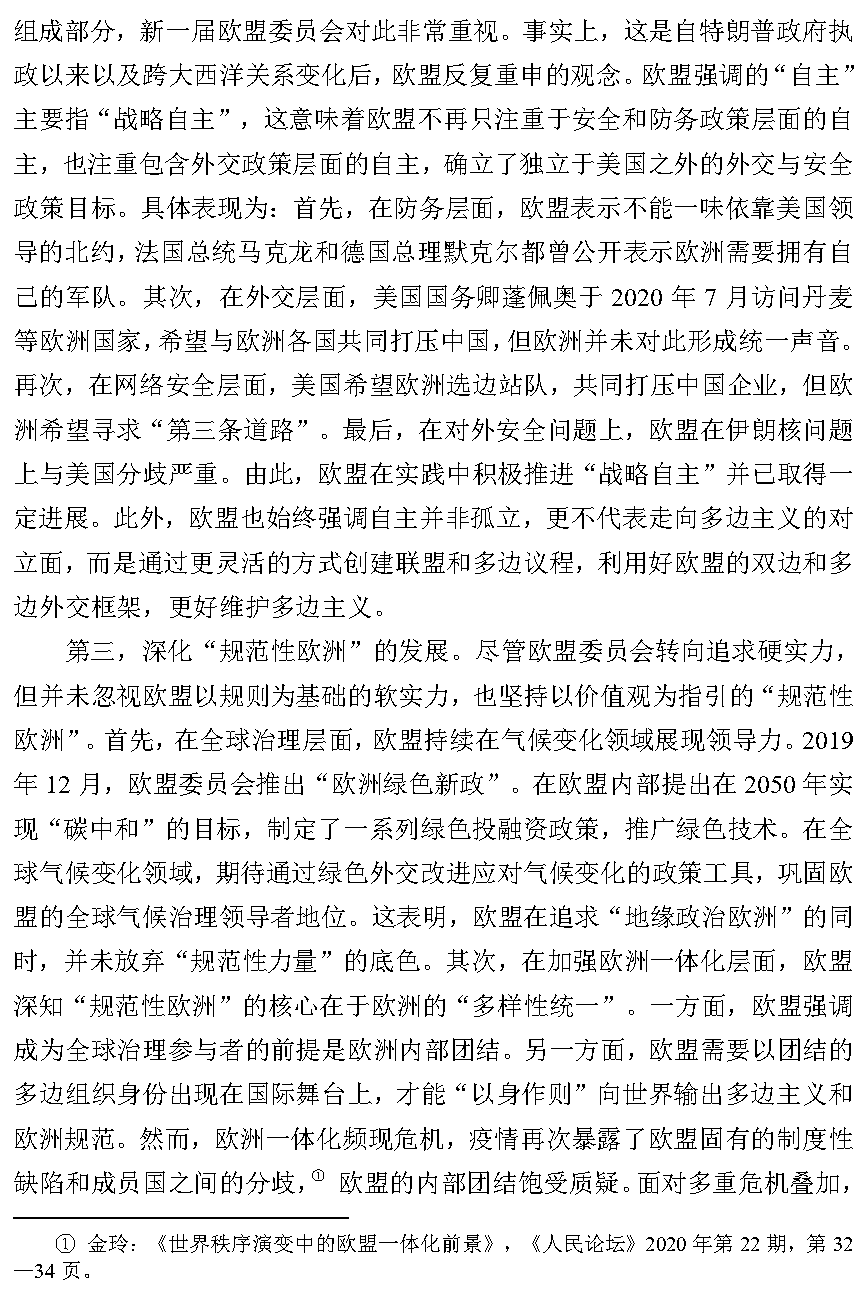 组成部分，新一届欧盟委员会对此非常重视。事实上，这是自特朗普政府执
政以来以及跨大西洋关系变化后，欧盟反复重申的观念。欧盟强调的“自主”
主要指“战略自主”，这意味着欧盟不再只注重于安全和防务政策层面的自
主，也注重包含外交政策层面的自主，确立了独立于美国之外的外交与安全
政策目标。具体表现为：首先，在防务层面，欧盟表示不能一味依靠美国领
导的北约，法国总统马克龙和德国总理默克尔都曾公开表示欧洲需要拥有自
己的军队。其次，在外交层面，美国国务卿蓬佩奥于 2020 年 7 月访问丹麦
等欧洲国家，希望与欧洲各国共同打压中国，但欧洲并未对此形成统一声音。
再次，在网络安全层面，美国希望欧洲选边站队，共同打压中国企业，但欧
洲希望寻求“第三条道路”。最后，在对外安全问题上，欧盟在伊朗核问题
上与美国分歧严重。由此，欧盟在实践中积极推进“战略自主”并已取得一
定进展。此外，欧盟也始终强调自主并非孤立，更不代表走向多边主义的对
立面，而是通过更灵活的方式创建联盟和多边议程，利用好欧盟的双边和多
边外交框架，更好维护多边主义。
第三，深化“规范性欧洲”的发展。尽管欧盟委员会转向追求硬实力，
但并未忽视欧盟以规则为基础的软实力，也坚持以价值观为指引的“规范性
欧洲”。首先，在全球治理层面，欧盟持续在气候变化领域展现领导力。2019
年 12 月，欧盟委员会推出“欧洲绿色新政”。在欧盟内部提出在 2050 年实
现“碳中和”的目标，制定了一系列绿色投融资政策，推广绿色技术。在全
球气候变化领域，期待通过绿色外交改进应对气候变化的政策工具，巩固欧
盟的全球气候治理领导者地位。这表明，欧盟在追求“地缘政治欧洲”的同
时，并未放弃“规范性力量”的底色。其次，在加强欧洲一体化层面，欧盟
深知“规范性欧洲”的核心在于欧洲的“多样性统一”。一方面，欧盟强调
成为全球治理参与者的前提是欧洲内部团结。另一方面，欧盟需要以团结的
多边组织身份出现在国际舞台上，才能“以身作则”向世界输出多边主义和
欧洲规范。然而，欧洲一体化频现危机，疫情再次暴露了欧盟固有的制度性
缺陷和成员国之间的分歧，① 欧盟的内部团结饱受质疑。面对多重危机叠加，
① 金玲：《世界秩序演变中的欧盟一体化前景》，《人民论坛》2020 年第 22 期，第 32
—34 页。